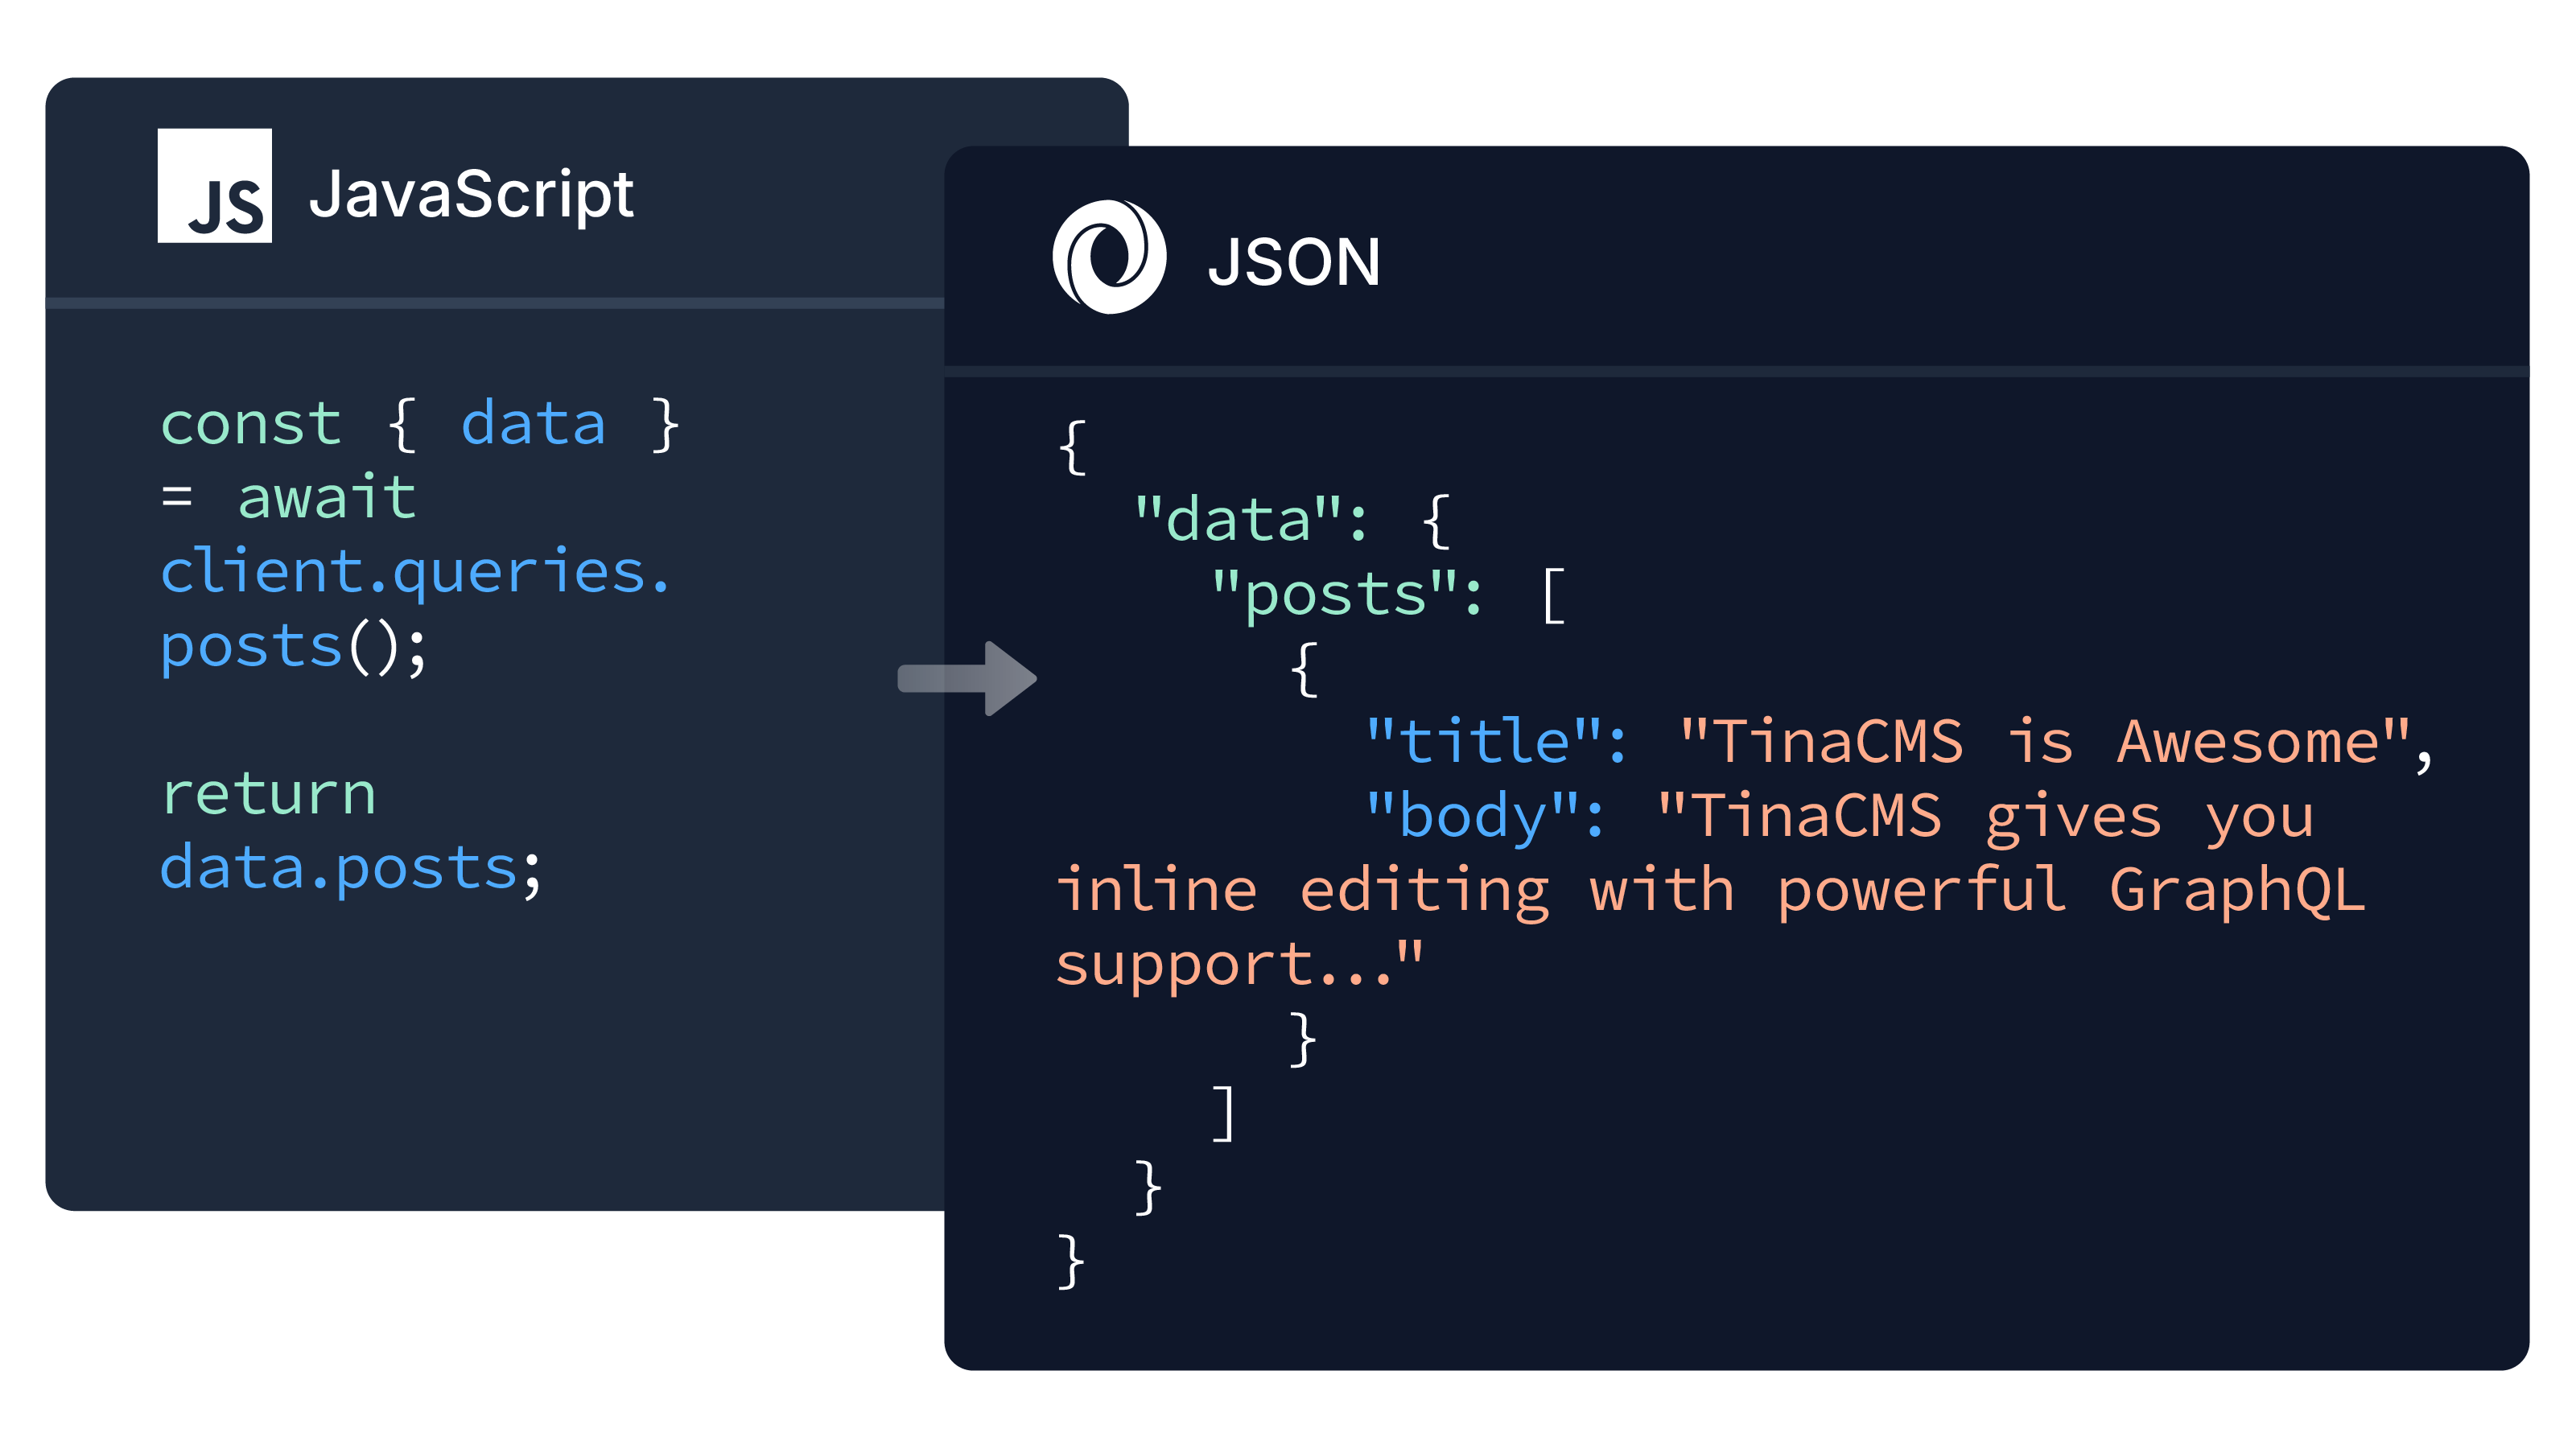 JS JavaScript
const { data }
= await
client.queries.
posts();
return
data.posts;
JSON
{
"data": {
"posts": [
{
"title": "TinaCMS is Awesome",
"body": "TinaCMS gives you
inline editing with powerful GraphQL
support..."
}
]
}
}